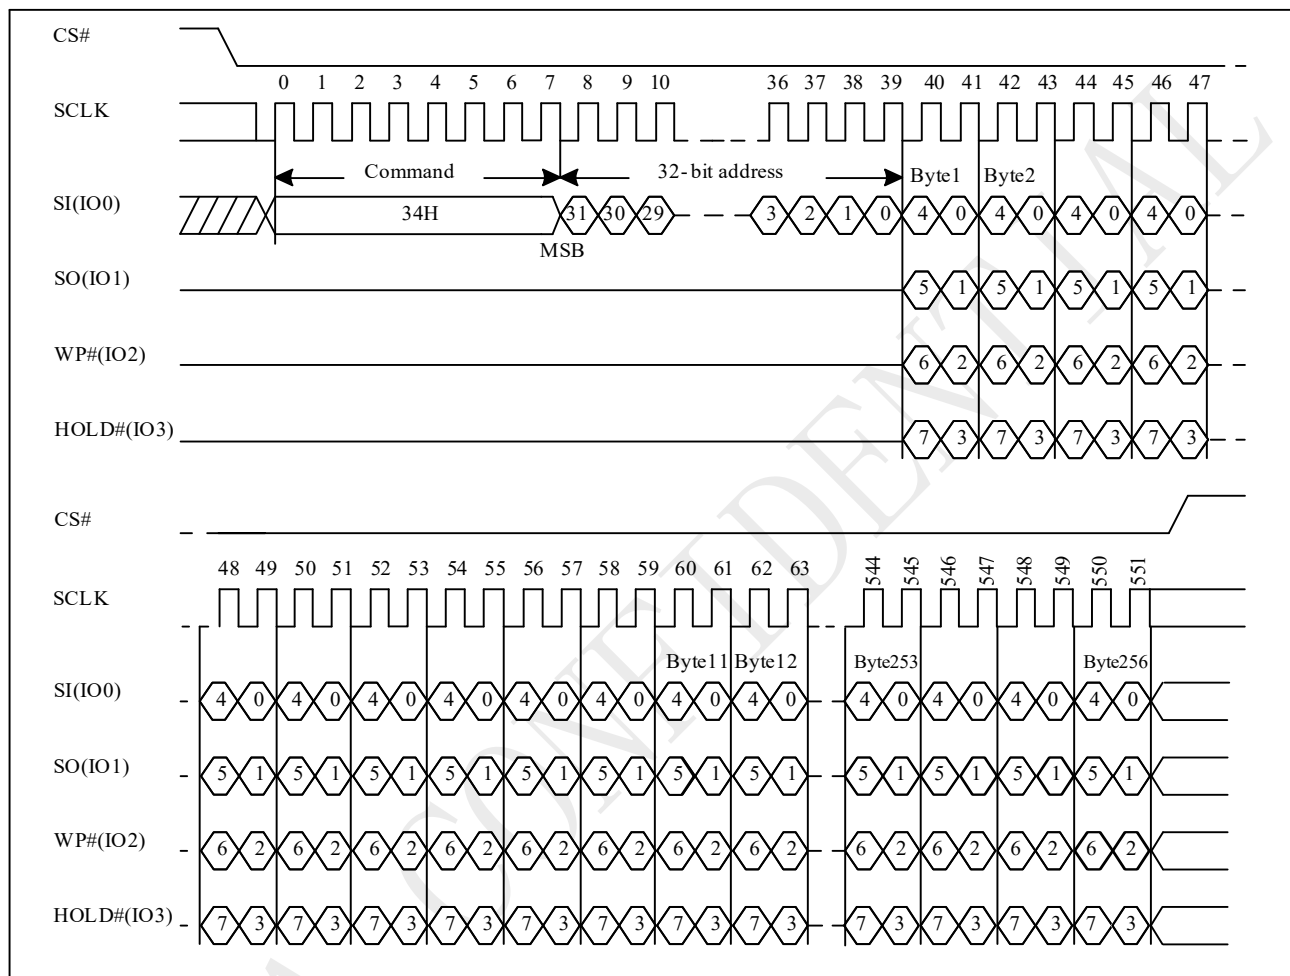 CS#
0 1 2 3 4 5 6 7 8 9 10 36 37 38 39 40 41 42 43 44 45 46 47
SCLK
Command 32-bit address Byte1 Byte2
SI(IO0) 34H 31 30 29 3 2 1 0 4 0 4 0 4 0 4 0
MSB
SO(IO1) 5 1 5 1 5 1 5 1
WP#(IO2) 6 2 6 2 6 2 6 2
HOLD#(IO3) 7 3 7 3 7 3 7 3
CS#
48 49 50 51 52 53 54 55 56 57 58 59 60 61 62 63 544 545 546 547 548 549 550 551
SCLK
Byte11 Byte12 Byte253 Byte256
SI(IO0) 4 0 4 0 4 0 4 0 4 0 4 0 4 0 4 0 4 0 4 0 4 0 4 0
SO(IO1) 5 1 5 1 5 1 5 1 5 1 5 1 5 1 5 1 5 1 5 1 5 1 5 1
WP#(IO2) 6 2 6 2 6 2 6 2 6 2 6 2 6 2 6 2 6 2 6 2 6 2 6 2
HOLD#(IO3) 7 3 7 3 7 3 7 3 7 3 7 3 7 3 7 3 7 3 7 3 7 3 7 3
CONFIDENTIAL